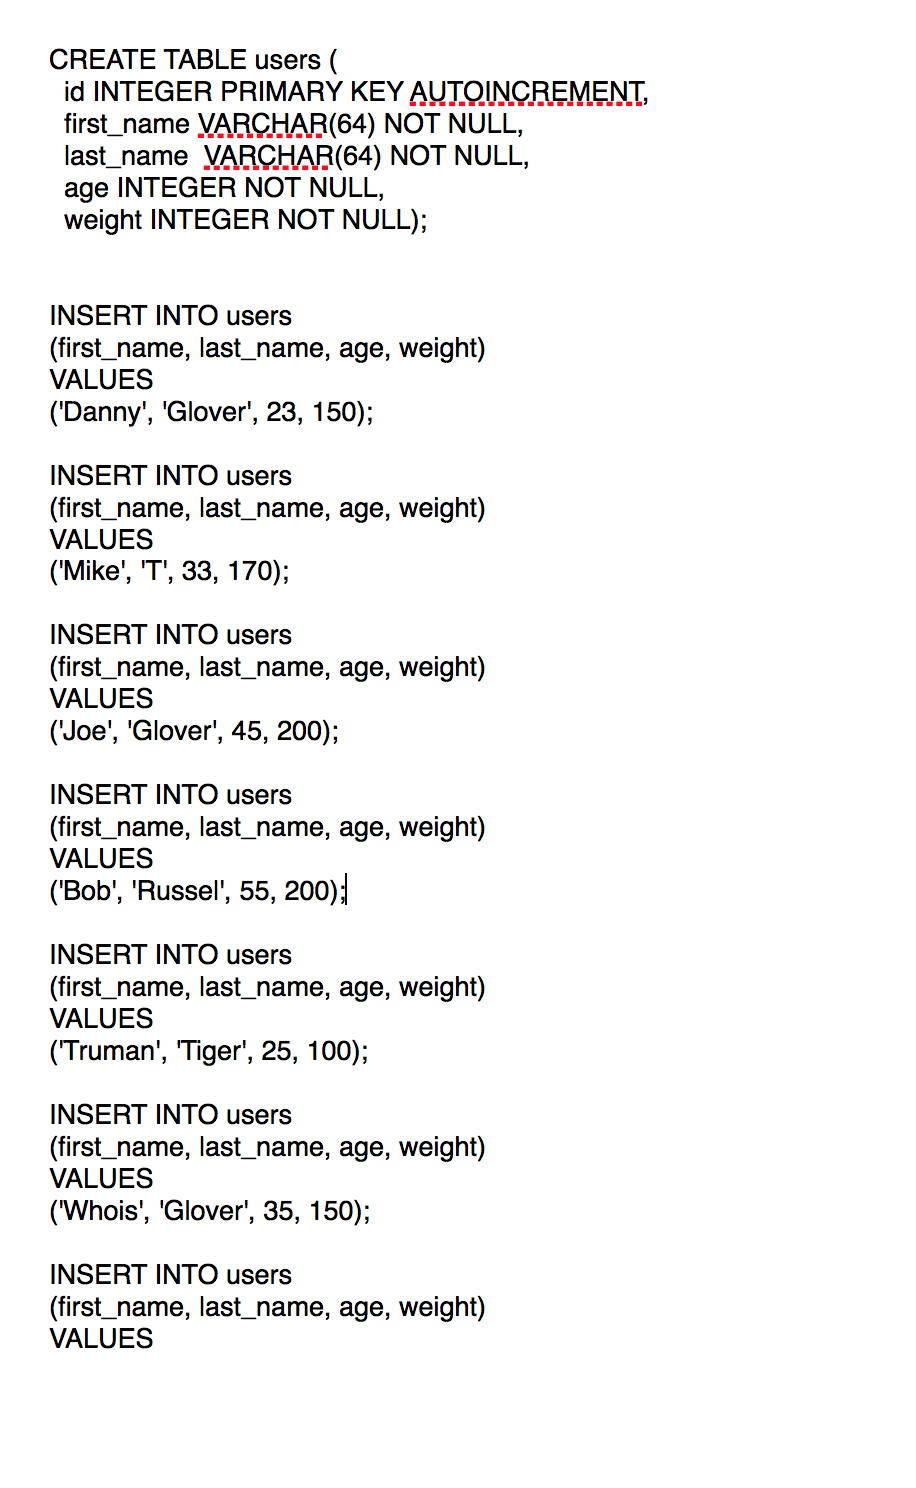 CREATE TABLE users (
id INTEGER PRIMARY KEY AUTOINCREMENT,
first_name VARCHAR(64) NOT NULL,
last_name  VARCHAR(64) NOT NULL,
age INTEGER NOT NULL,
weight INTEGER NOT NULL);
INSERT INTO users
(first_name, last_name, age, weight)
VALUES
('Danny', 'Glover', 23, 150);
INSERT INTO users
(first_name, last_name, age, weight)
VALUES
('Mike', 'T', 33, 170);
INSERT INTO users
(first_name, last_name, age, weight)
VALUES
('Joe', 'Glover', 45, 200);
INSERT INTO users
(first_name, last_name, age, weight)
VALUES
('Bob', 'Russel', 55, 200);
INSERT INTO users
(first_name, last_name, age, weight)
VALUES
('Truman', 'Tiger', 25, 100);
INSERT INTO users
(first_name, last_name, age, weight)
VALUES
('Whois', 'Glover', 35, 150);
INSERT INTO users
(first_name, last_name, age, weight)
VALUES